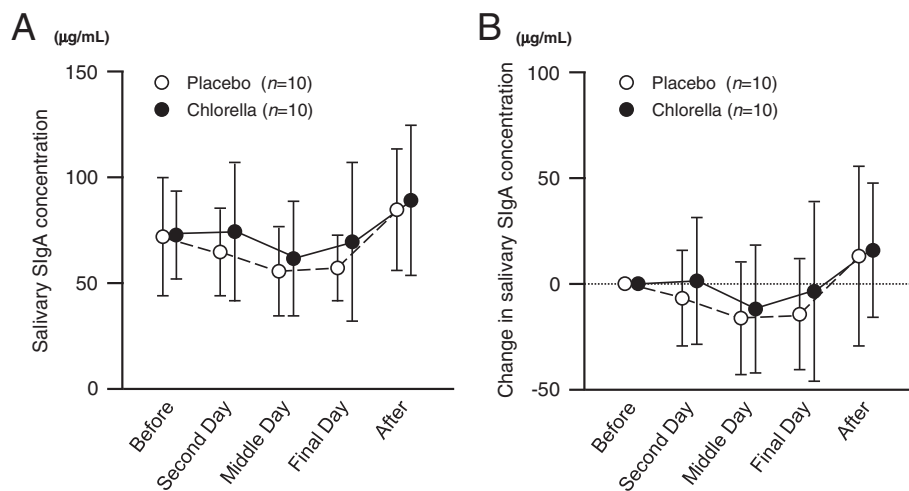 A (μg/mL)
Salivary SIgA concentration
150
100
50
0
Placebo (n=10)
Chlorella (n=10)
Before
Second Day
Middle Day
Final Day
After
B (μg/mL)
Change in salivary SIgA concentration
100
50
0
-50
Placebo (n=10)
Chlorella (n=10)
Before
Second Day
Middle Day
Final Day
After